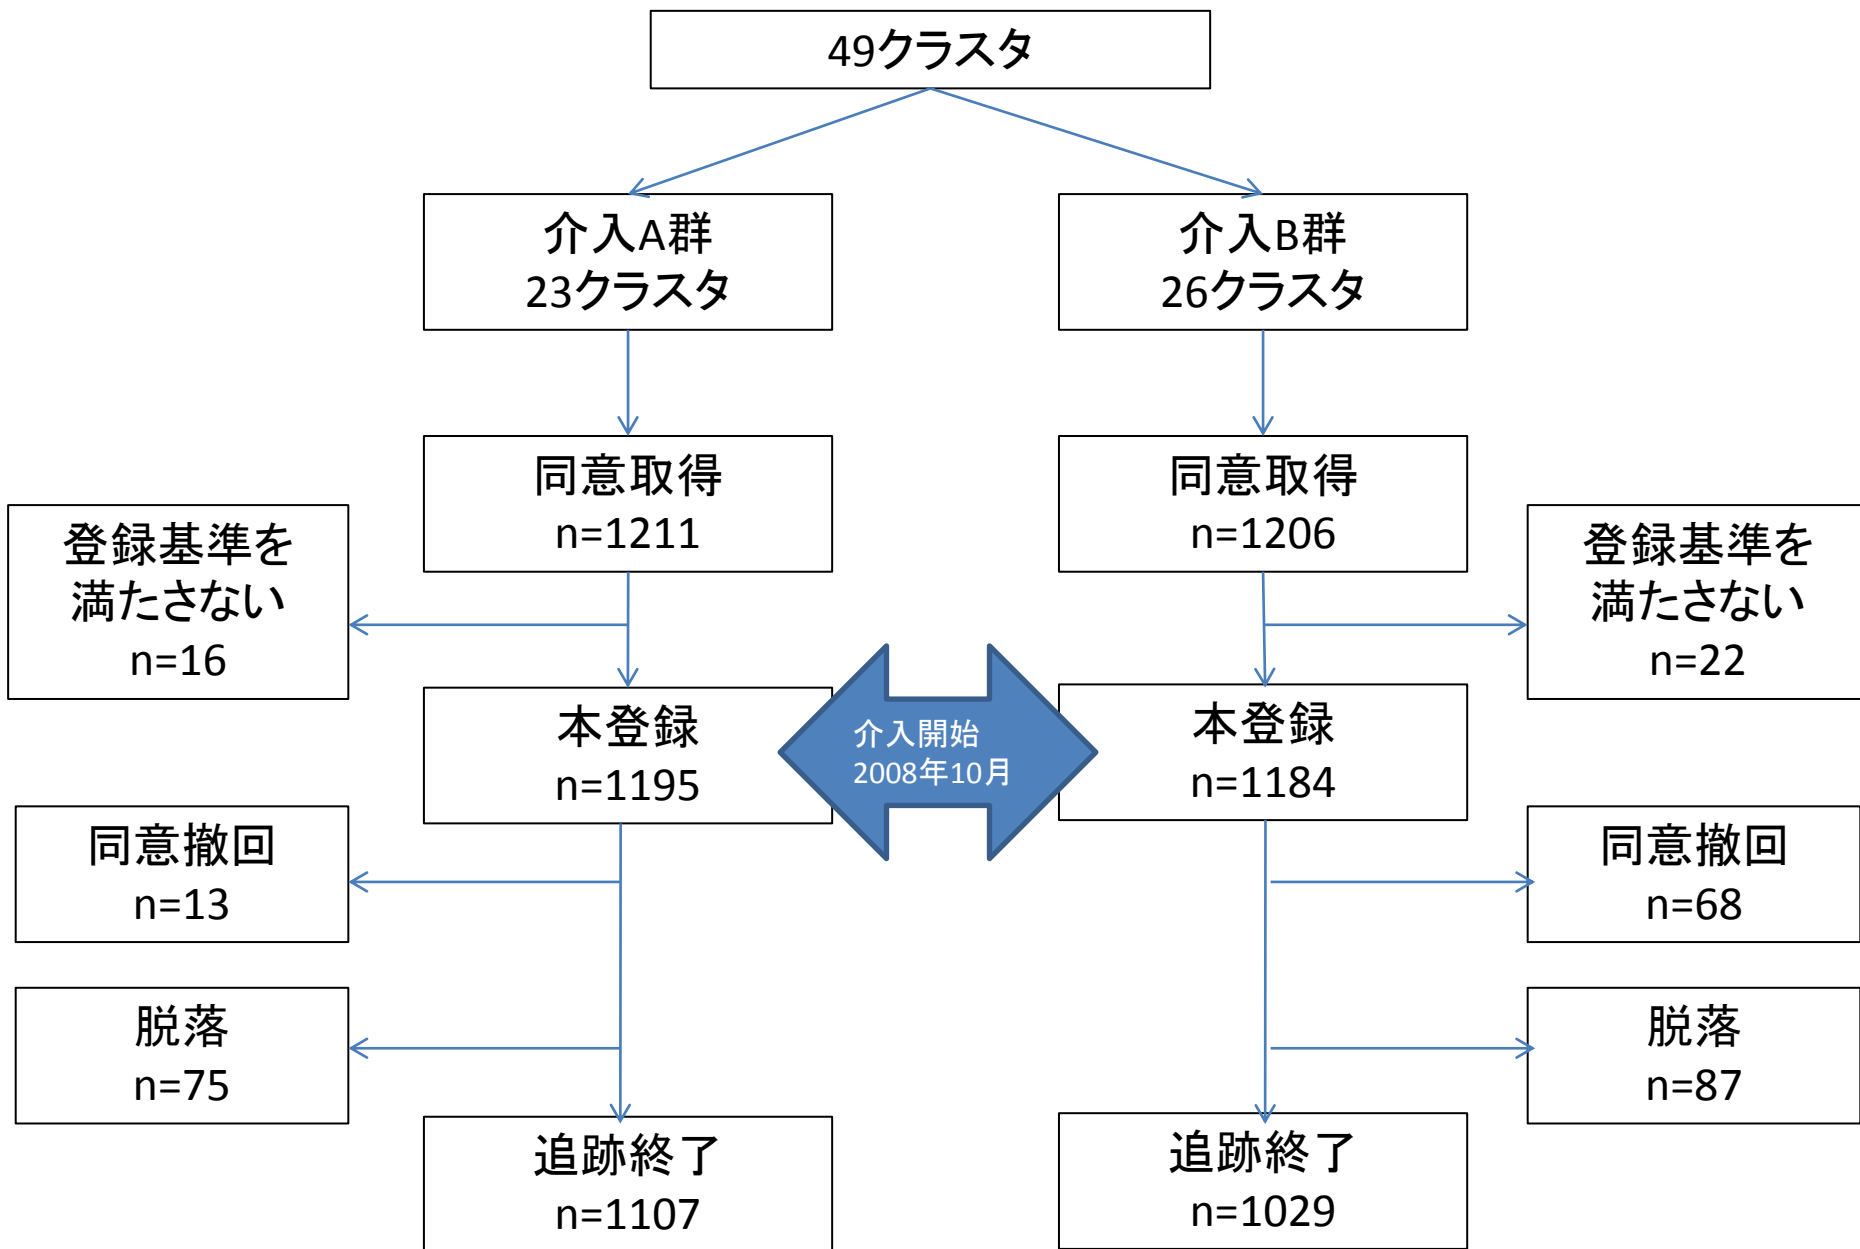 49クラスタ
介入A群
23クラスタ
介入B群
26クラスタ
同意取得
n=1211
同意取得
n=1206
登録基準を
満たさない
n=16
登録基準を
満たさない
n=22
本登録
n=1195
介入開始
2008年10月
本登録
n=1184
同意撤回
n=13
同意撤回
n=68
脱落
n=75
脱落
n=87
追跡終了
n=1107
追跡終了
n=1029